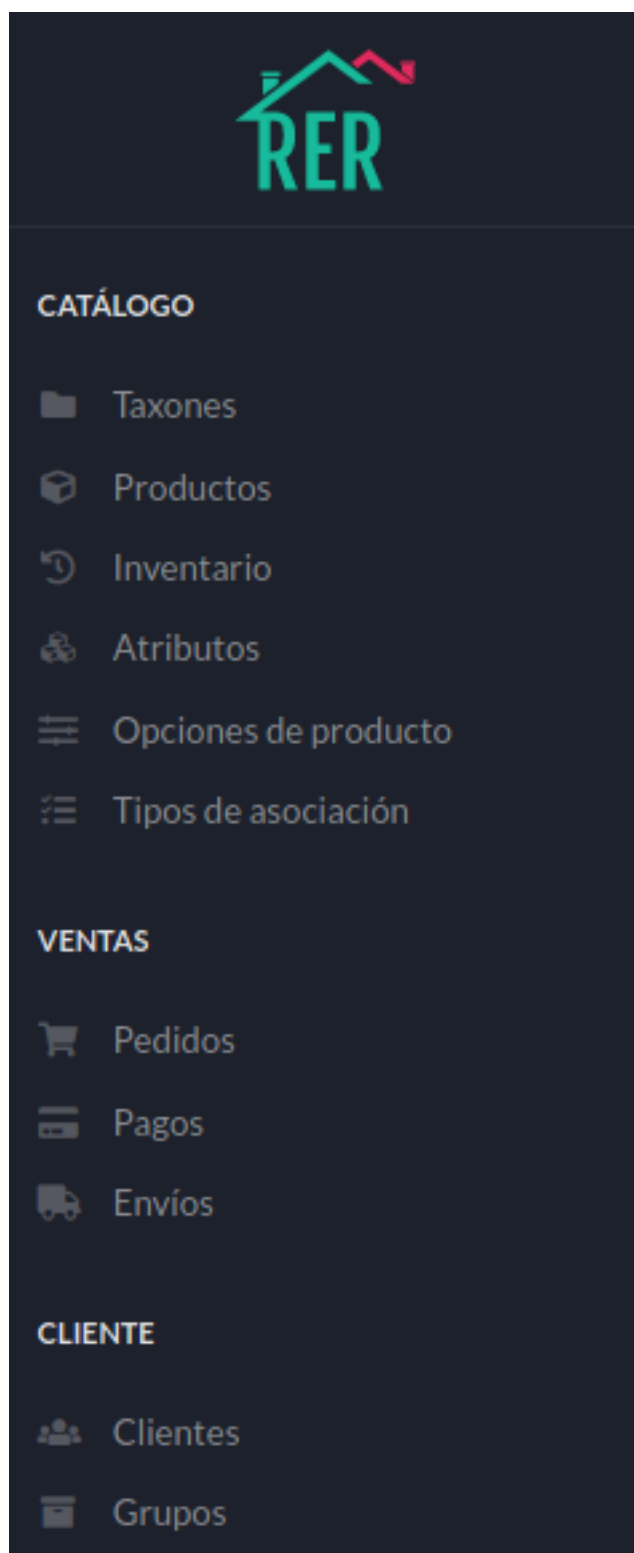 RER
CATÁLOGO
Taxones
Productos
Inventario
Atributos
Opciones de producto
Tipos de asociación
VENTAS
Pedidos
Pagos
Envíos
CLIENTE
Clientes
Grupos